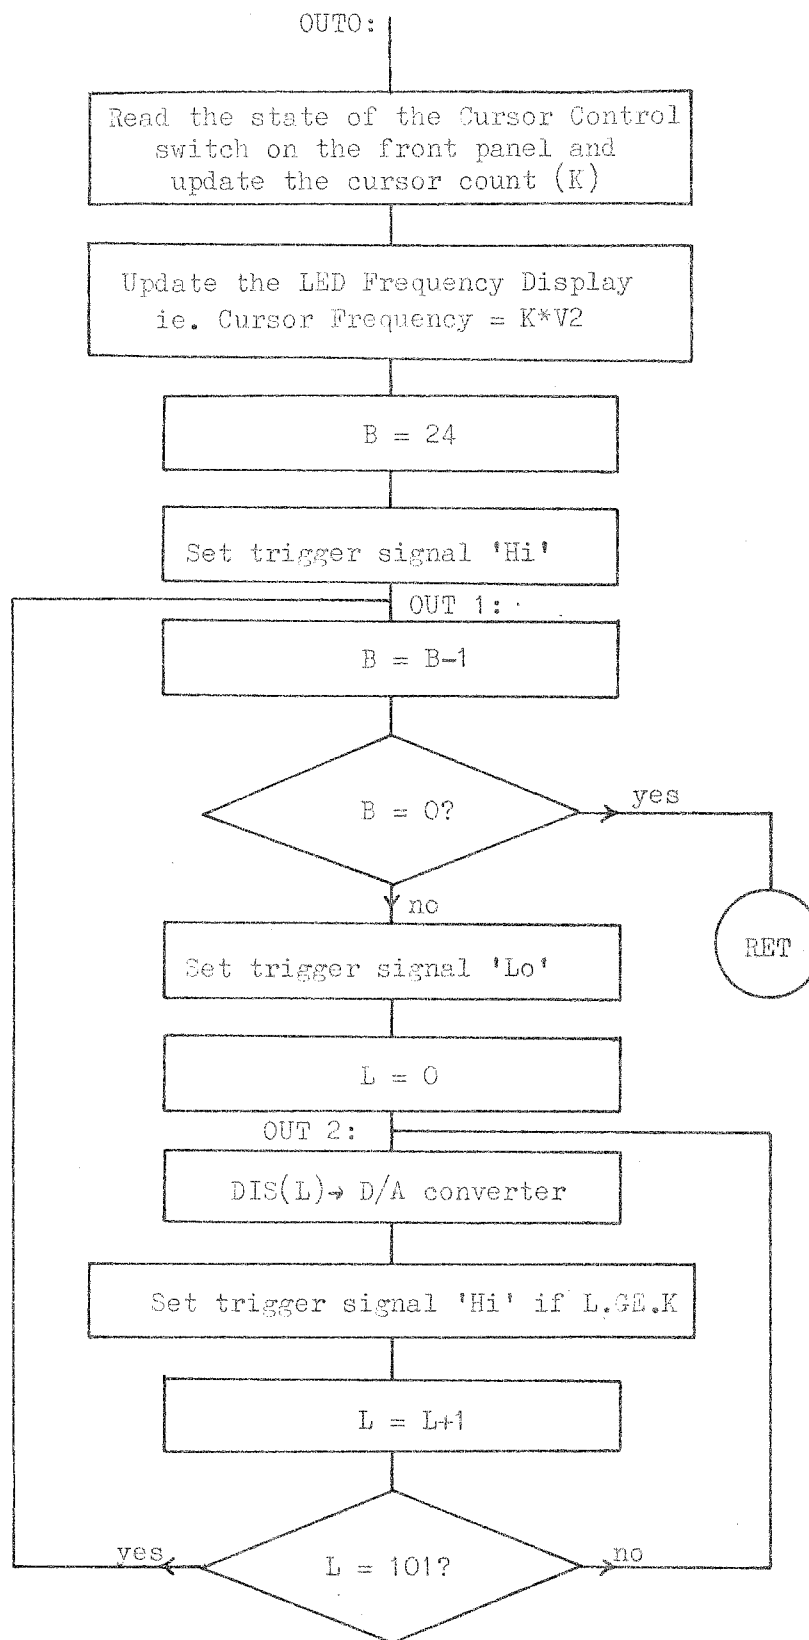 OUTO:
Read the state of the Cursor Control
switch on the front panel and
update the cursor count (K)
Update the LED Frequency Display
ie. Cursor Frequency = K*V2
B = 24
Set trigger signal 'Hi'
OUT 1:
B = B-1
B = 0?
yes
no
RET
Set trigger signal 'Lo'
L = 0
OUT 2:
DIS(L)→ D/A converter
Set trigger signal 'Hi' if L.GE.K
L = L+1
yes
L = 101?
no